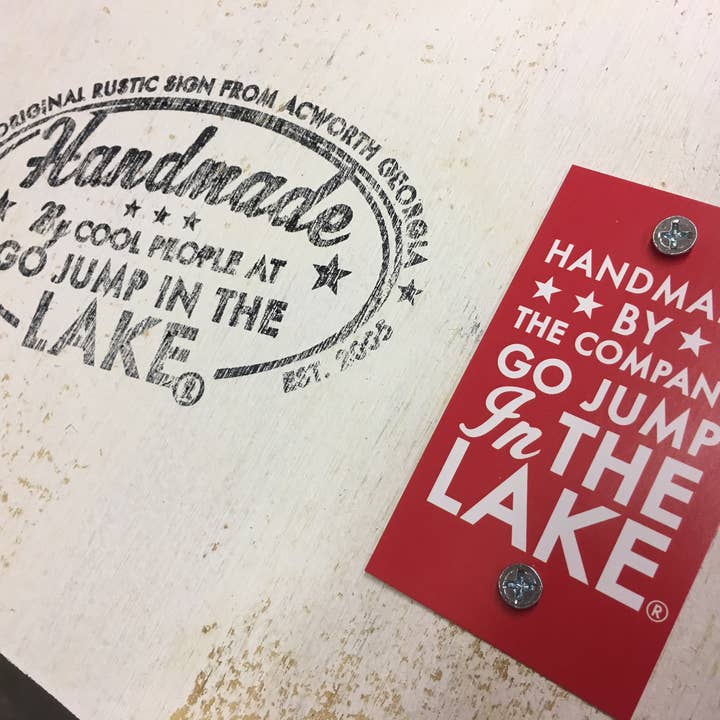 ORIGINAL RUSTIC SIGN FROM ACWORTH GEORGIA
Handmade
By COOL PEOPLE AT
GO JUMP IN THE
LAKE®
EST. 2005
HANDMA
BY
THE COMPAN
GO JUMP
In THE
LAKE®